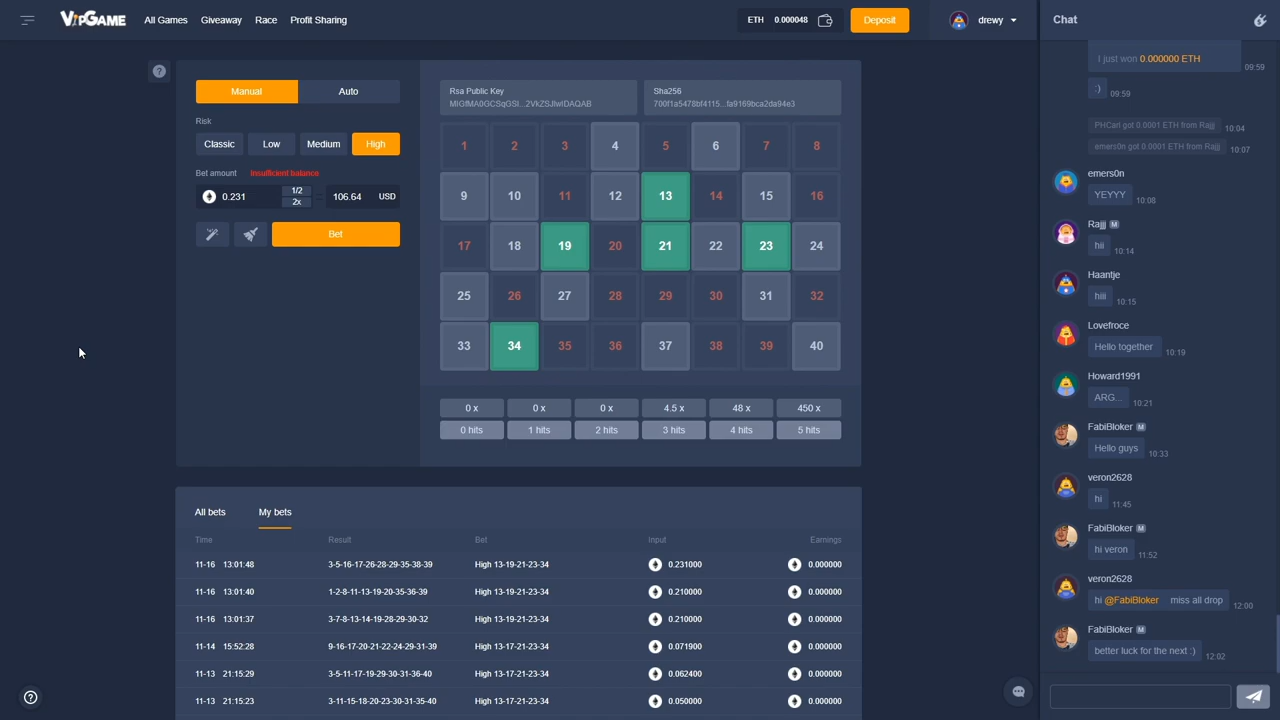 VIPGAME
All Games Giveaway Race Profit Sharing
ETH 0.000048
Deposit
drewy
Manual Auto
Risk
Classic Low Medium High
Bet amount Insufficient balance
0.231 1/2 2x 106.64 USD
Bet
Rsa Public Key
MIGfMA0GCSqGSI...2VkZSJIwIDAQAB
Sha256
700f1a5478bf4115...fa9169bca2da94e3
1 2 3 4 5 6 7 8
9 10 11 12 13 14 15 16
17 18 19 20 21 22 23 24
25 26 27 28 29 30 31 32
33 34 35 36 37 38 39 40
0 x 0 x 0 x 4.5 x 48 x 450 x
0 hits 1 hits 2 hits 3 hits 4 hits 5 hits
All bets My bets
Time Result Bet Input Earnings
11-16 13:01:48 3-5-16-17-26-28-29-35-38-39 High 13-19-21-23-34 0.231000 0.000000
11-16 13:01:40 1-2-8-11-13-19-20-35-36-39 High 13-19-21-23-34 0.210000 0.000000
11-16 13:01:37 3-7-8-13-14-19-28-29-30-32 High 13-19-21-23-34 0.210000 0.000000
11-14 15:52:28 9-16-17-20-21-22-24-29-31-39 High 13-19-21-23-34 0.071900 0.000000
11-13 21:15:29 3-5-11-17-19-29-30-31-36-40 High 13-19-21-23-34 0.062400 0.000000
11-13 21:15:23 3-11-15-18-20-23-30-31-35-40 High 13-19-21-23-34 0.050000 0.000000
Chat
I just won 0.000000 ETH 09:59
:) 09:59
PHCarl got 0.0001 ETH from Rajjj 10:04
emers0n got 0.0001 ETH from Rajjj 10:07
emers0n
YEYYY 10:08
Rajjj M
hii 10:14
Haantje
hiii 10:15
Lovefroce
Hello together 10:19
Howard1991
ARG... 10:21
FabiBloker M
Hello guys 10:33
veron2628
hi 11:45
FabiBloker M
hi veron 11:52
veron2628
hi @FabiBloker miss all drop 12:00
FabiBloker M
better luck for the next :) 12:02